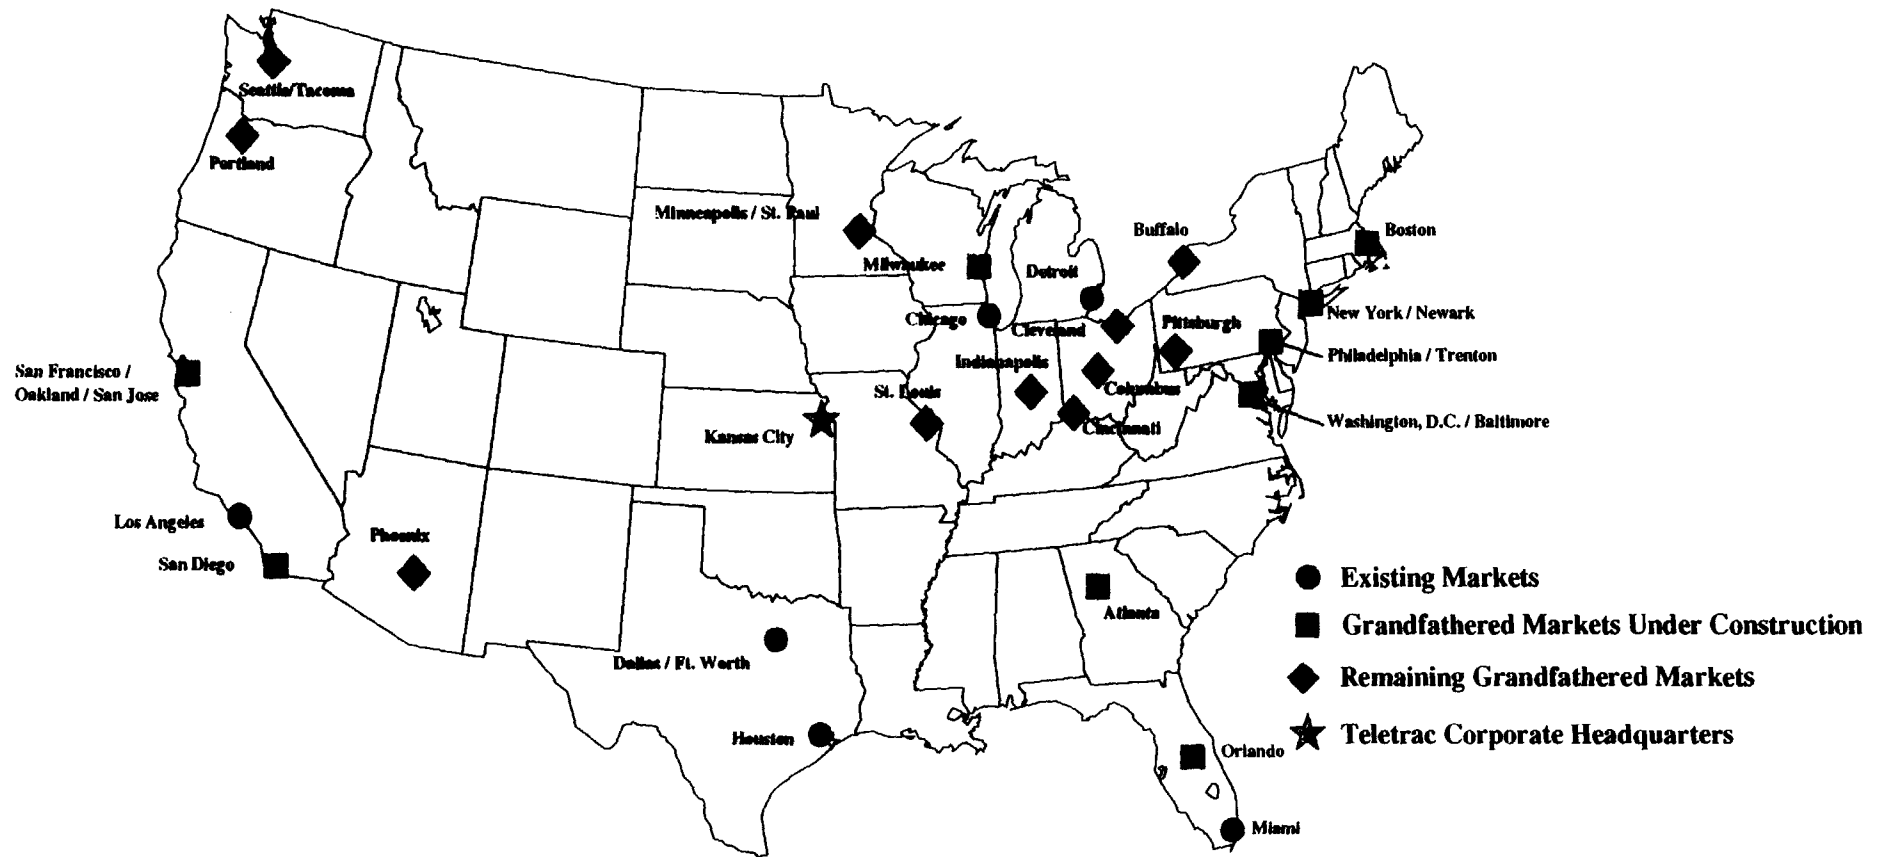 Seattle/Tacoma
Portland
Minneapolis / St. Paul
Buffalo
Boston
Milwaukee
Detroit
New York / Newark
Chicago
Cleveland
Pittsburgh
Philadelphia / Trenton
San Francisco /
Oakland / San Jose
Indianapolis
St. Louis
Columbus
Kansas City
Cincinnati
Washington, D.C. / Baltimore
Los Angeles
San Diego
Phoenix
Atlanta
Dallas / Ft. Worth
Houston
Orlando
Miami
Existing Markets
Grandfathered Markets Under Construction
Remaining Grandfathered Markets
Teletrac Corporate Headquarters